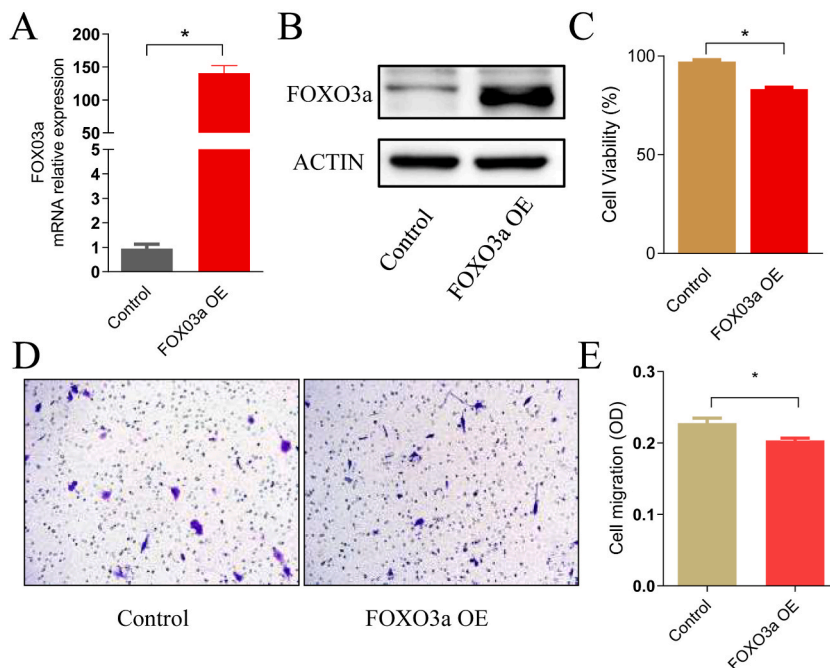 A
FOX03a
mRNA relative expression
150
100
50
5
4
3
2
1
0
*
Control
FOX03a OE
B
FOXO3a
ACTIN
Control
FOXO3a OE
C
Cell Viability (%)
100
50
0
*
Control
FOX03a OE
D
Control
FOXO3a OE
E
Cell migration (OD)
0.3
0.2
0.1
0.0
*
Control
FOXO3a OE